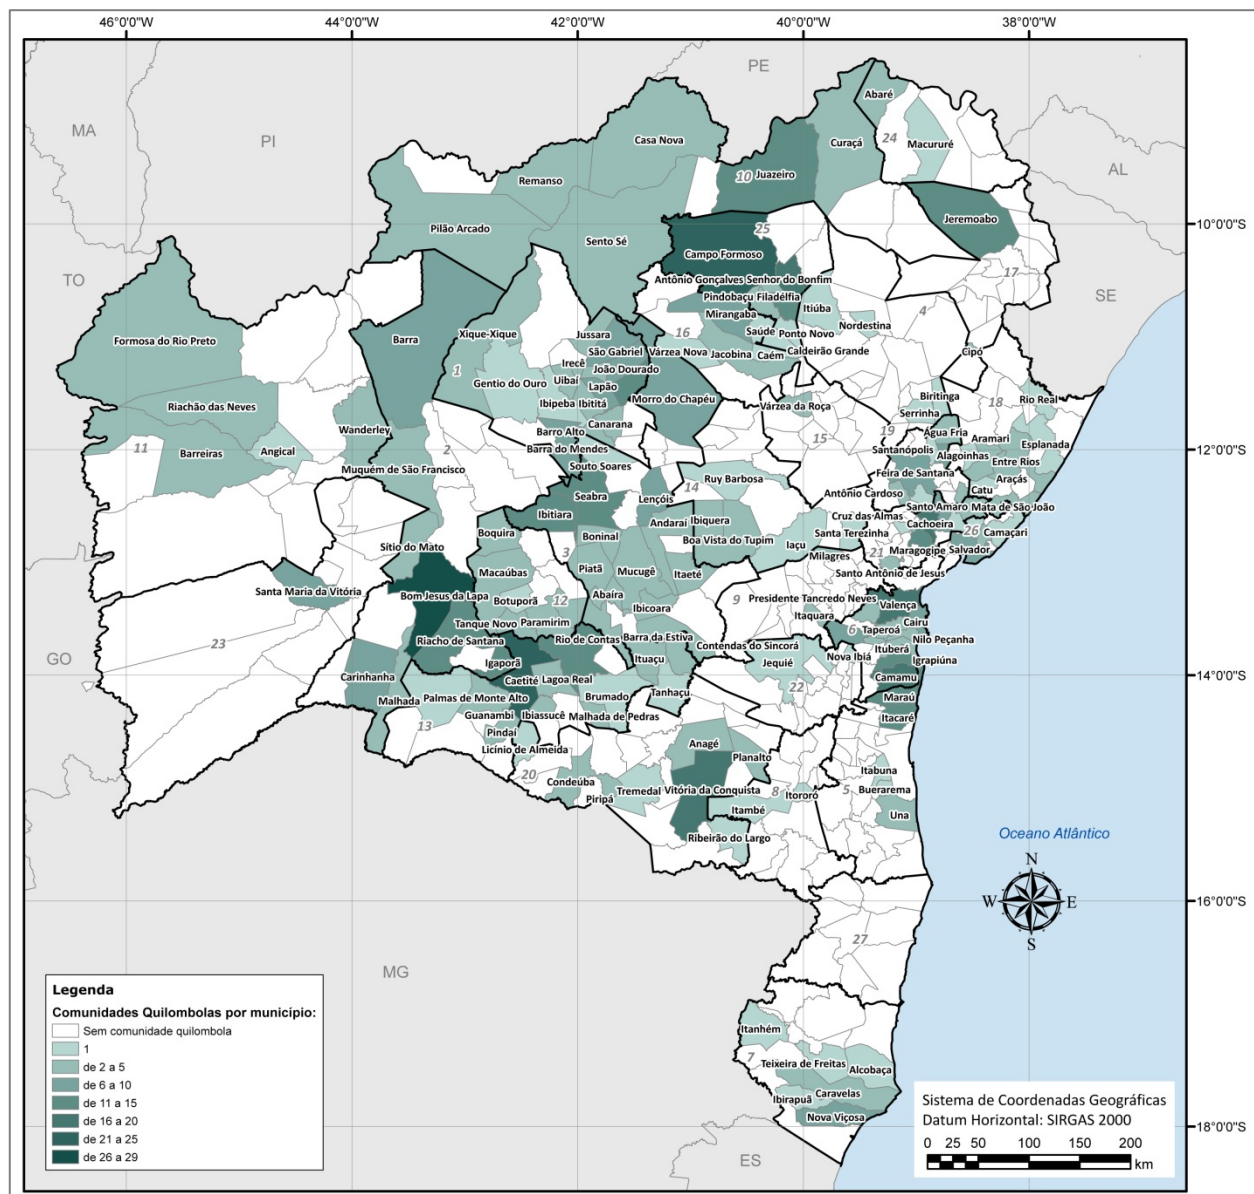 46°0'0"W 44°0'0"W 42°0'0"W 40°0'0"W 38°0'0"W
PE
MA
PI
AL
TO
SE
GO
MG
ES
10°0'0"S
12°0'0"S
14°0'0"S
16°0'0"S
18°0'0"S
Abaré
24
Macururé
Casa Nova
Curaçá
10
Juazeiro
Remanso
Jeremoabo
Pilão Arcado
25
Sento Sé
Campo Formoso
17
Antônio Gonçalves
Senhor do Bonfim
Pindobaçu
Filadélfia
Itiúba
Mirangaba
4
Nordestina
Xique-Xique
Jussara
16
Saúde
Ponto Novo
Formosa do Rio Preto
Barra
São Gabriel
Várzea Nova
Jacobina
Caém
Caldeirão Grande
Cipó
Irecê
João Dourado
1
Gentio do Ouro
Uibaí
Lapão
Morro do Chapéu
Biritinga
18
Rio Real
Riachão das Neves
Ibipeba
Ibititá
Várzea da Roça
Serrinha
Wanderley
Canarana
Barro Alto
19
Água Fria
Aramari
Esplanada
11
Barreiras
Angical
2
Barra do Mendes
15
Santanópolis
Alagoinhas
Entre Rios
Muquém de São Francisco
Souto Soares
Feira de Santana
Araçás
Ruy Barbosa
14
Seabra
Lençóis
Antônio Cardoso
Catu
Ibitiara
Santo Amaro
Mata de São João
Andaraí
Ibiquera
Cruz das Almas
Cachoeira
Boquira
Boninal
Boa Vista do Tupim
Iaçu
Santa Terezinha
26
Camaçari
Sítio do Mato
3
Maragogipe
Salvador
Milagres
21
Macaúbas
Piatã
Mucugê
Itaeté
Santo Antônio de Jesus
Santa Maria da Vitória
Bom Jesus da Lapa
Botuporã
12
Abaíra
9
Presidente Tancredo Neves
Valença
Ibicoara
Itaquara
Cairu
Tanque Novo
Paramirim
6
Taperoá
23
Riacho de Santana
Rio de Contas
Barra da Estiva
Contendas do Sincorá
Nilo Peçanha
Ituaçu
Nova Ibiá
Ituberá
Igaporã
Jequié
Igrapiúna
Carinhanha
Caetité
Lagoa Real
22
Camamu
Malhada
Palmas de Monte Alto
Brumado
Tanhaçu
Maraú
13
Guanambi
Ibiassucê
Malhada de Pedras
Itacaré
Pindaí
Anagé
Licínio de Almeida
Planalto
20
Itabuna
Condeúba
Tremedal
Vitória da Conquista
8
Itororó
5
Buerarema
Piripá
Itambé
Una
Ribeirão do Largo
27
Itanhém
7
Teixeira de Freitas
Alcobaça
Ibirapuã
Caravelas
Nova Viçosa
Oceano Atlântico
N
W E
S
Legenda
Comunidades Quilombolas por município:
Sem comunidade quilombola
1
de 2 a 5
de 6 a 10
de 11 a 15
de 16 a 20
de 21 a 25
de 26 a 29
Sistema de Coordenadas Geográficas
Datum Horizontal: SIRGAS 2000
0 25 50 100 150 200
km